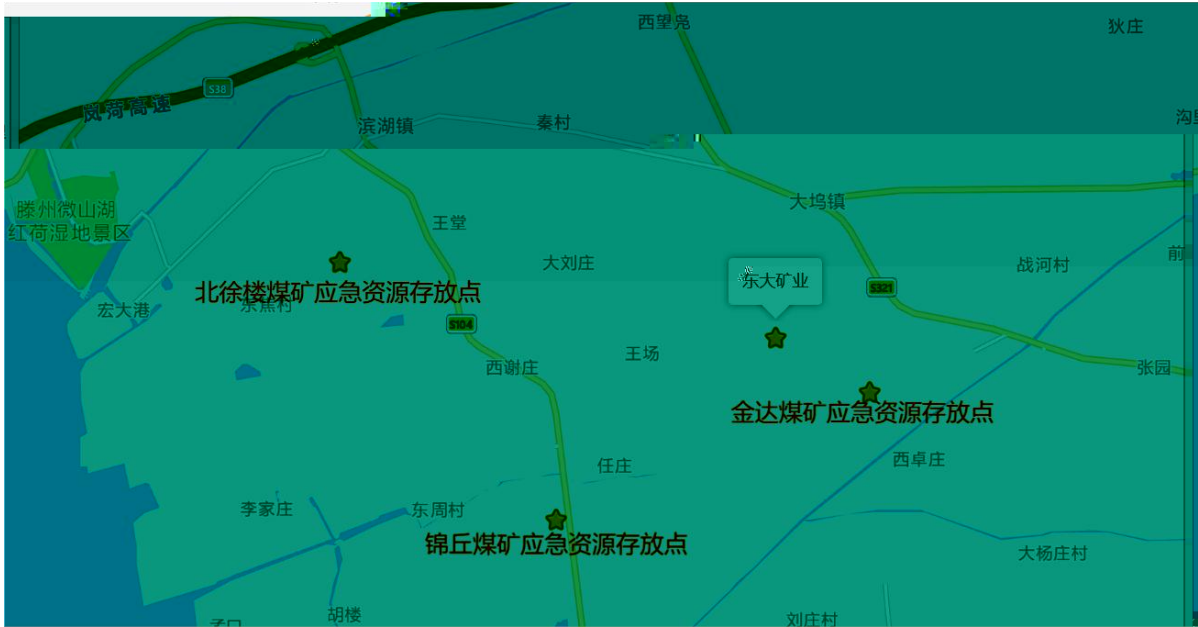 西望凫
狄庄
S38
岚菏高速
滨湖镇
秦村
滕州微山湖
红荷湿地景区
大坞镇
王堂
大刘庄
东大矿业
战河村
前
北徐楼煤矿应急资源存放点
宏大港
东焦村
S321
S104
西谢庄
王场
张园
金达煤矿应急资源存放点
任庄
西卓庄
李家庄
东周村
锦丘煤矿应急资源存放点
大杨庄村
胡楼
刘庄村